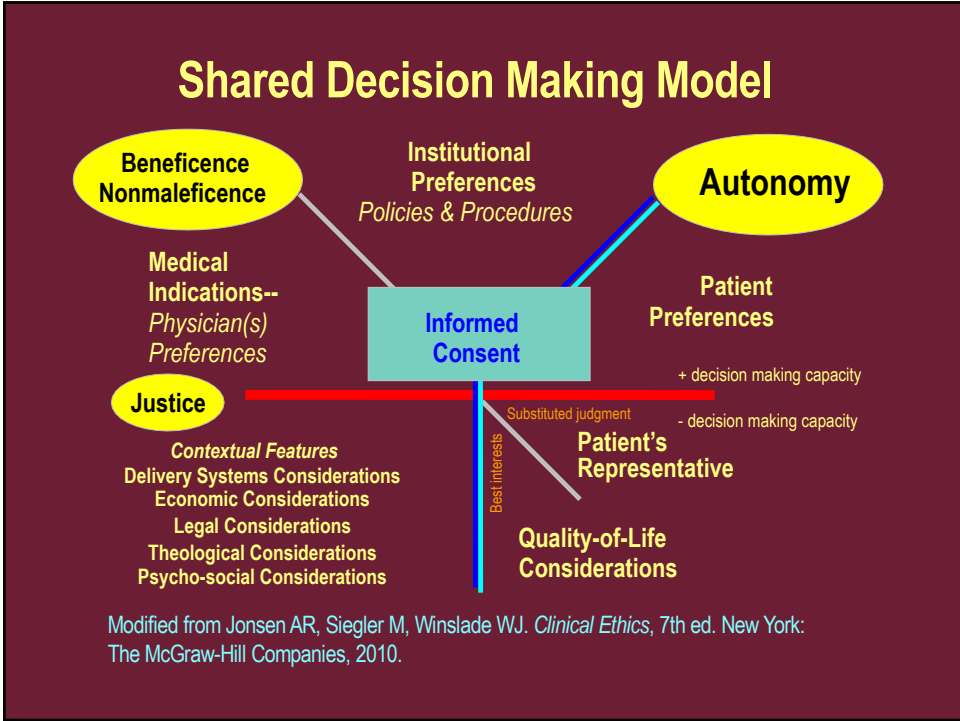 Shared Decision Making Model
Beneficence
Nonmaleficence
Institutional
Preferences
Policies & Procedures
Autonomy
Medical
Indications--
Physician(s)
Preferences
Informed
Consent
Patient
Preferences
+ decision making capacity
Justice
Substituted judgment
- decision making capacity
Patient's
Representative
Best interests
Contextual Features
Delivery Systems Considerations
Economic Considerations
Legal Considerations
Theological Considerations
Psycho-social Considerations
Quality-of-Life
Considerations
Modified from Jonsen AR, Siegler M, Winslade WJ. Clinical Ethics, 7th ed. New York:
The McGraw-Hill Companies, 2010.